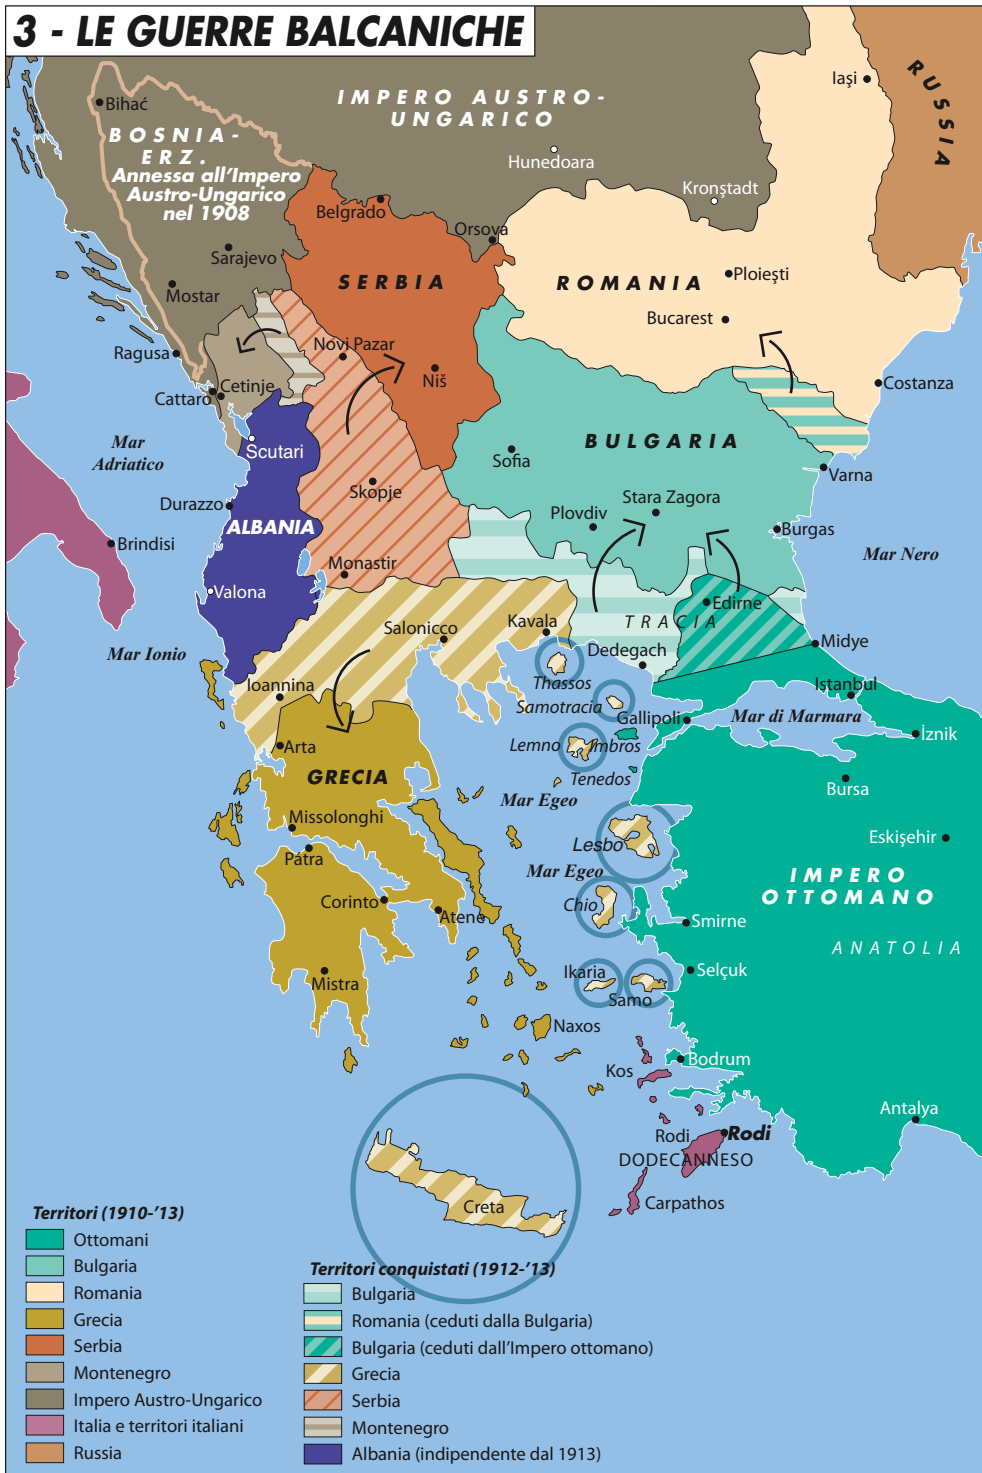 3 - LE GUERRE BALCANICHE
Iaşi
RUSSIA
Bihać
IMPERO AUSTRO-
UNGARICO
BOSNIA-
ERZ.
Annessa all'Impero
Austro-Ungarico
nel 1908
Hunedoara
Kronştadt
Belgrado
Orsova
Sarajevo
SERBIA
ROMANIA
Ploieşti
Mostar
Bucarest
Ragusa
Novi Pazar
Niš
Cetinje
Cattaro
Costanza
Mar
Adriatico
Scutari
BULGARIA
Sofia
Varna
Skopje
Stara Zagora
Durazzo
Plovdiv
ALBANIA
Burgas
Brindisi
Mar Nero
Monastir
Valona
Edirne
Kavala
TRACIA
Salonicco
Midye
Mar Ionio
Dedegach
Thassos
Ioannina
Istanbul
Samotracia
Gallipoli
Mar di Marmara
İznik
Arta
Lemno
Imbros
GRECIA
Tenedos
Bursa
Mar Egeo
Missolonghi
Eskişehir
Lesbo
Pátra
Mar Egeo
IMPERO
OTTOMANO
Corinto
Chio
Atene
Smirne
ANATOLIA
Ikaria
Selçuk
Mistra
Samo
Naxos
Bodrum
Kos
Antalya
Rodi
Rodi
DODECANNESO
Creta
Carpathos
Territori (1910-'13)
Ottomani
Bulgaria
Romania
Grecia
Serbia
Montenegro
Impero Austro-Ungarico
Italia e territori italiani
Russia
Territori conquistati (1912-'13)
Bulgaria
Romania (ceduti dalla Bulgaria)
Bulgaria (ceduti dall'Impero ottomano)
Grecia
Serbia
Montenegro
Albania (indipendente dal 1913)